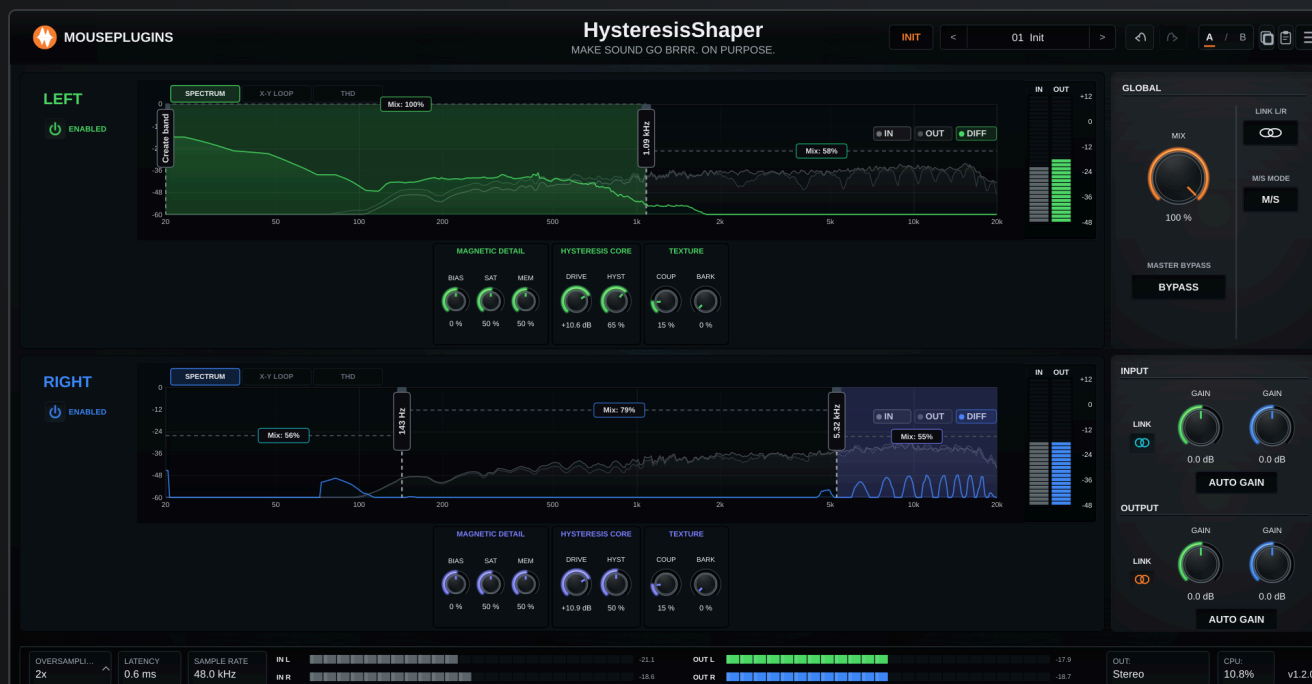 MOUSEPLUGINS
HysteresisShaper
MAKE SOUND GO BRRR. ON PURPOSE.
INIT
< 01 Init >
A / B
LEFT
ENABLED
SPECTRUM X-Y LOOP THD
Mix: 100%
Create band
1.09 kHz
IN OUT DIFF
Mix: 58%
0
-36
-48
-60
20 50 100 200 500 1k 2k 5k 10k 20k
IN OUT
+12
0
-12
-24
-36
-48
MAGNETIC DETAIL HYSTERESIS CORE TEXTURE
BIAS SAT MEM DRIVE HYST COUP BARK
0 % 50 % 50 % +10.6 dB 65 % 15 % 0 %
GLOBAL
LINK L/R
MIX
100 %
M/S MODE
M/S
MASTER BYPASS
BYPASS
RIGHT
ENABLED
SPECTRUM X-Y LOOP THD
Mix: 56%
143 Hz
Mix: 79%
5.32 kHz
IN OUT DIFF
Mix: 55%
0
-12
-24
-36
-48
-60
20 50 100 200 500 1k 2k 5k 10k 20k
IN OUT
+12
0
-12
-24
-36
-48
MAGNETIC DETAIL HYSTERESIS CORE TEXTURE
BIAS SAT MEM DRIVE HYST COUP BARK
0 % 50 % 50 % +10.9 dB 50 % 15 % 0 %
INPUT
GAIN GAIN
LINK
0.0 dB 0.0 dB
AUTO GAIN
OUTPUT
GAIN GAIN
LINK
0.0 dB 0.0 dB
AUTO GAIN
OVERSAMPLI...
2x
LATENCY
0.6 ms
SAMPLE RATE
48.0 kHz
IN L -21.1
IN R -18.6
OUT L -17.9
OUT R -18.7
OUT:
Stereo
CPU:
10.8%